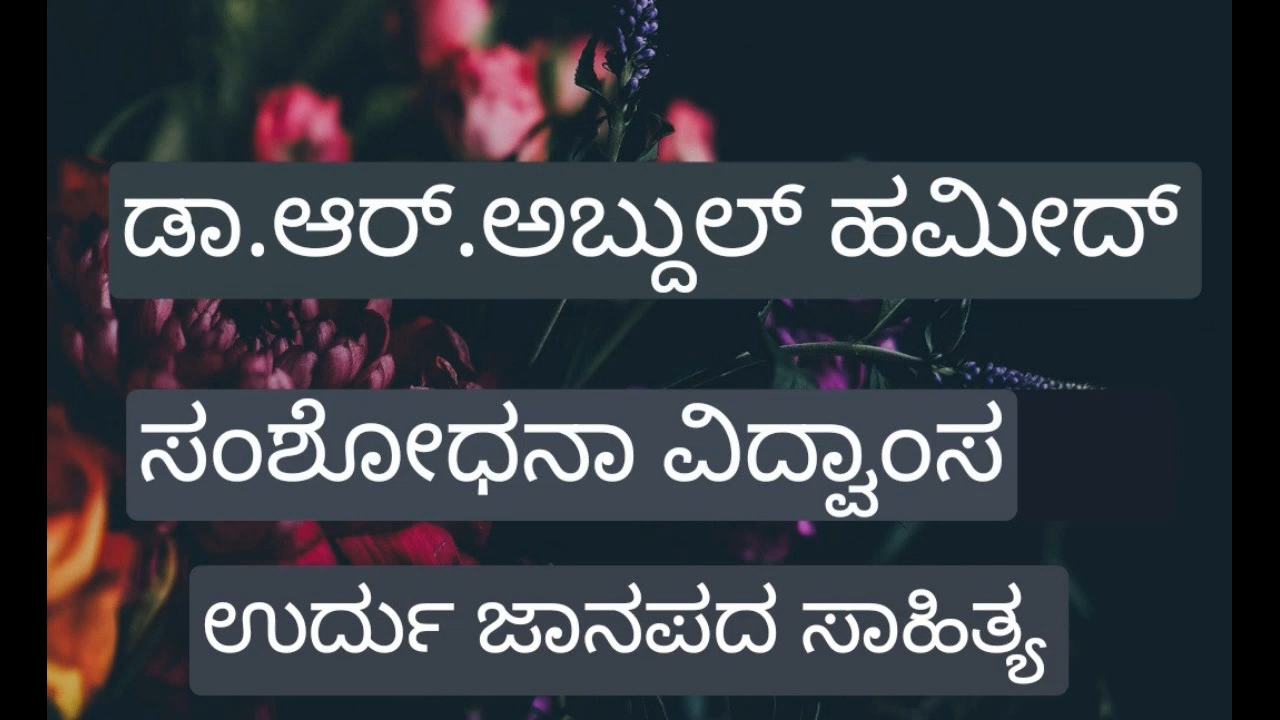 ಡಾ.ಆರ್.ಅಬ್ದುಲ್ ಹಮೀದ್
ಸಂಶೋಧನಾ ವಿದ್ವಾಂಸ
ಉರ್ದು ಜಾನಪದ ಸಾಹಿತ್ಯ